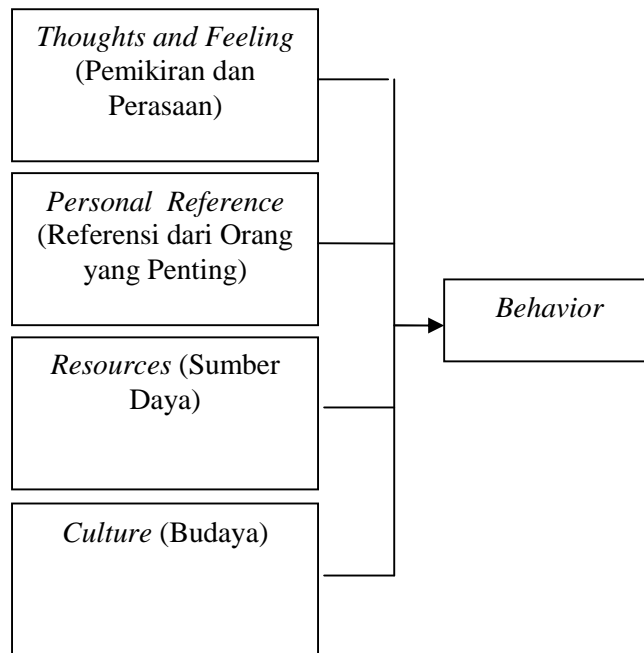 Thoughts and Feeling
(Pemikiran dan
Perasaan)
Personal Reference
(Referensi dari Orang
yang Penting)
Resources (Sumber
Daya)
Culture (Budaya)
Behavior